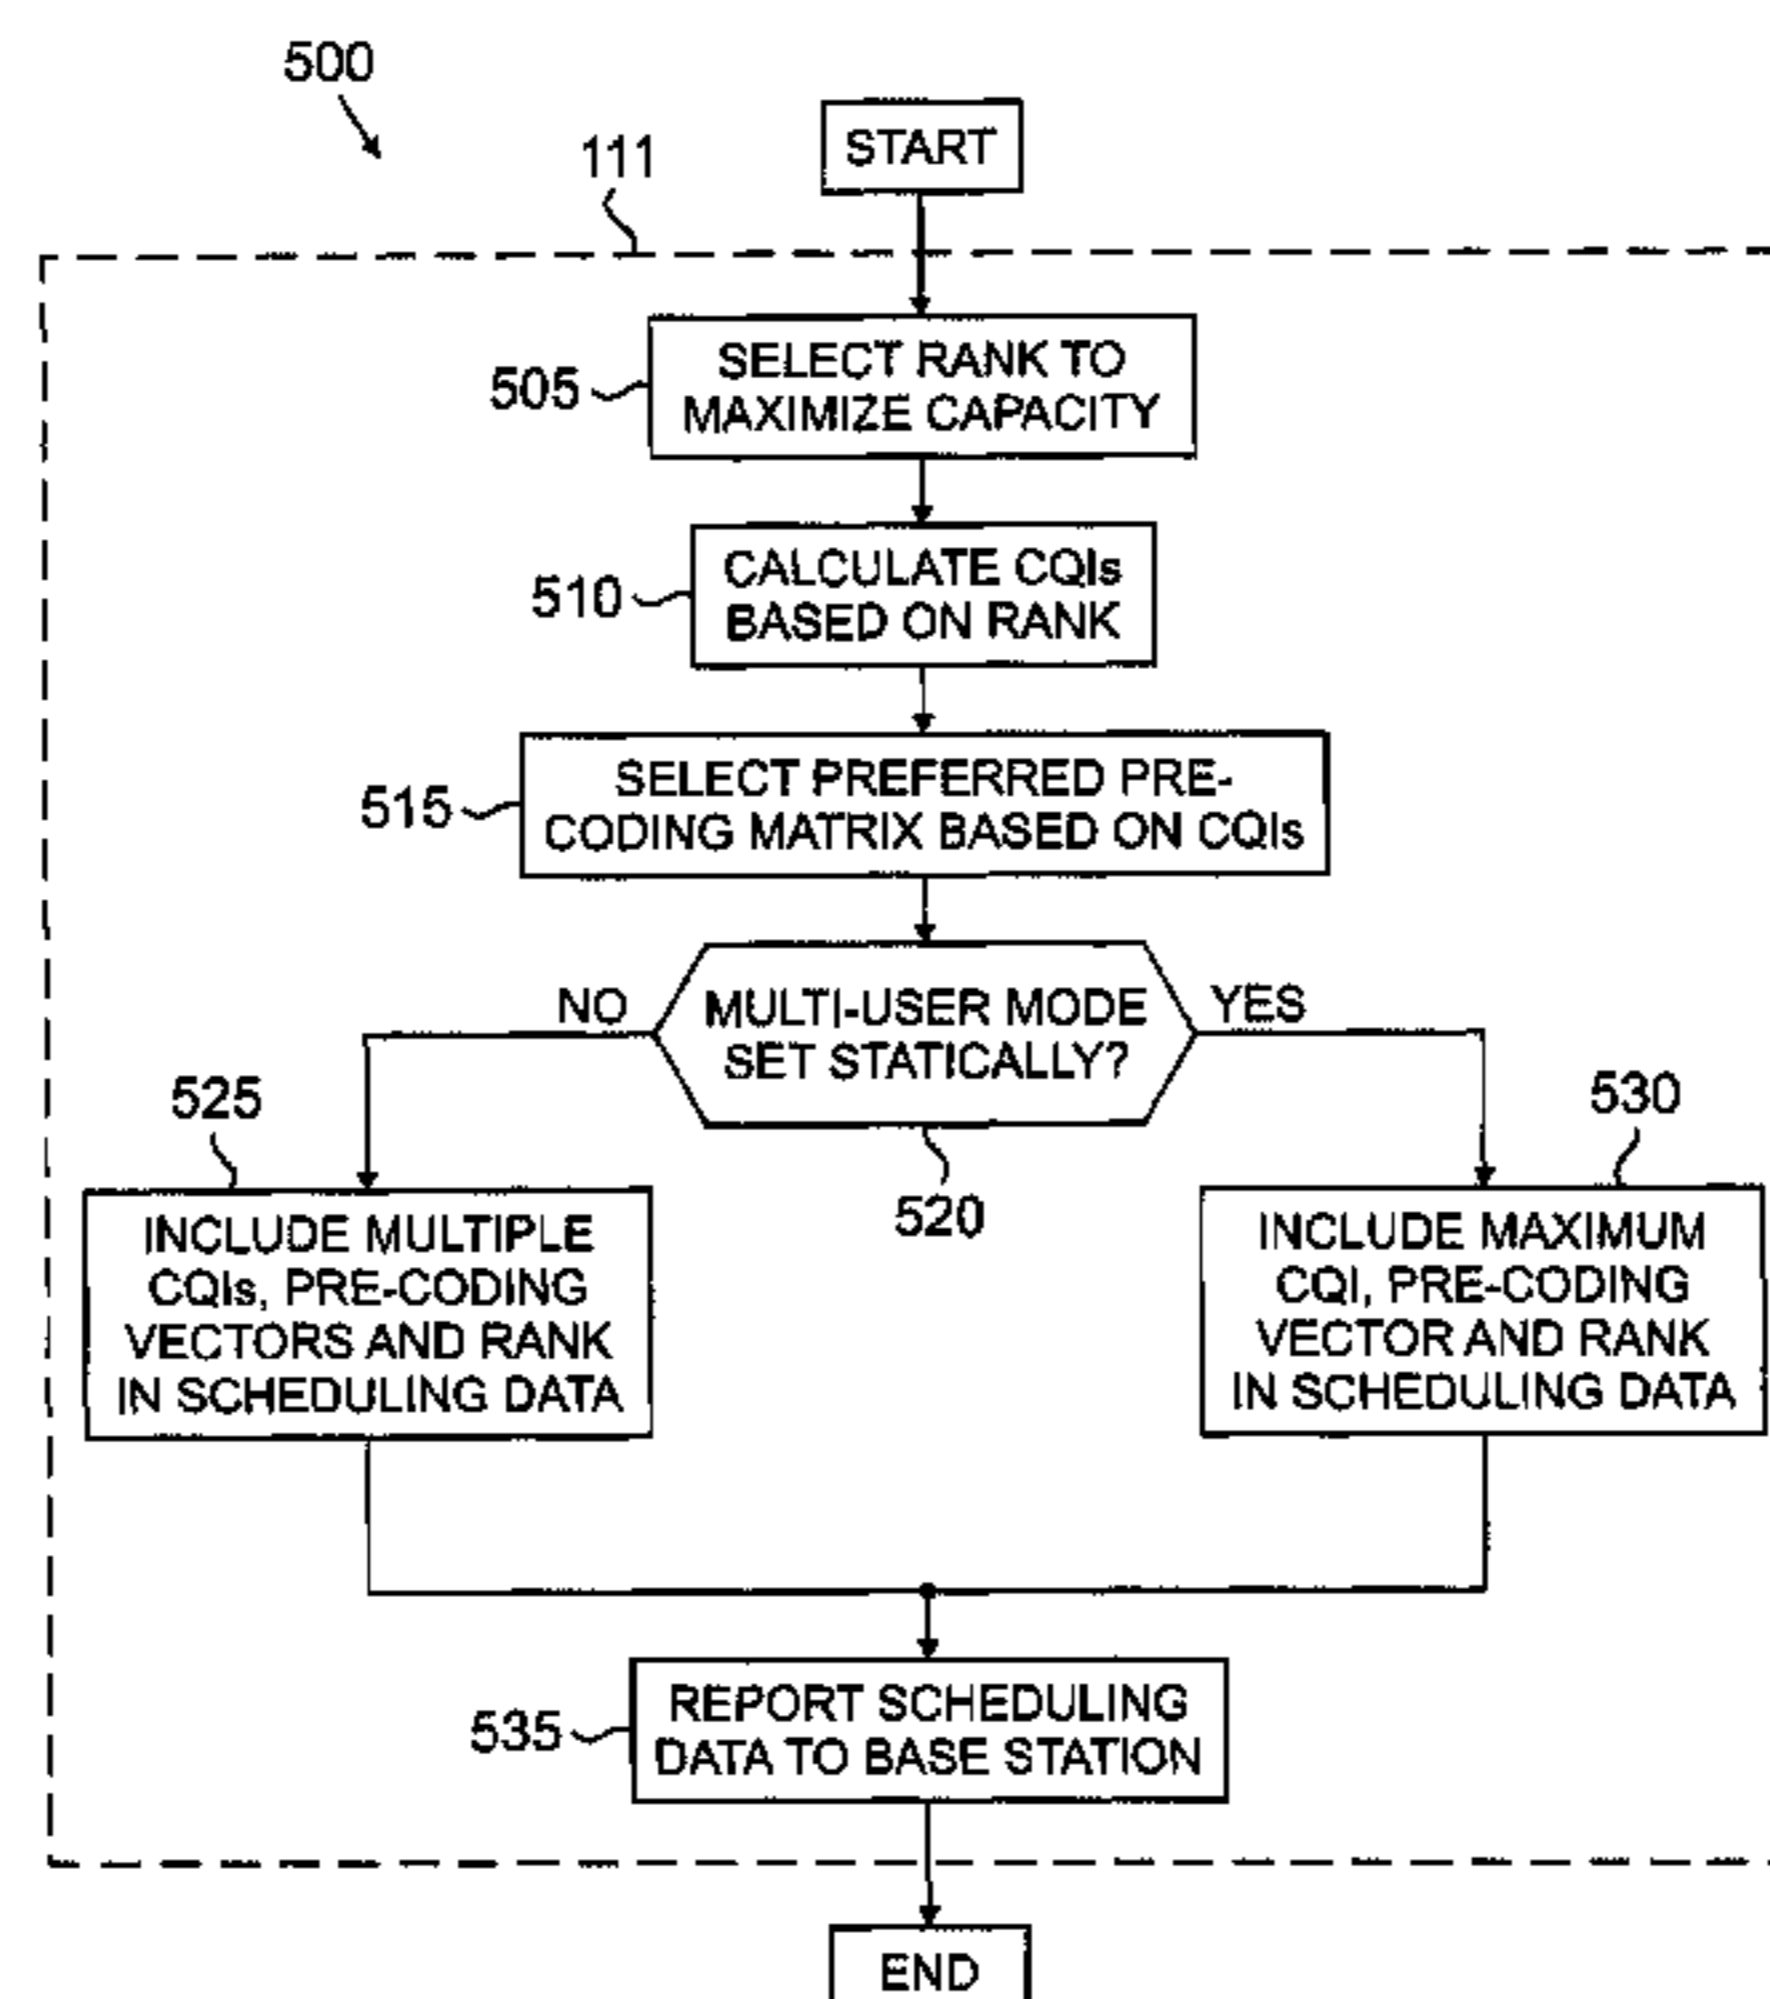 500
START
111
505
SELECT RANK TO
MAXIMIZE CAPACITY
510
CALCULATE CQIs
BASED ON RANK
515
SELECT PREFERRED PRE-
CODING MATRIX BASED ON CQIs
NO
MULTI-USER MODE
SET STATICALLY?
YES
520
525
INCLUDE MULTIPLE
CQIs, PRE-CODING
VECTORS AND RANK
IN SCHEDULING DATA
530
INCLUDE MAXIMUM
CQI, PRE-CODING
VECTOR AND RANK
IN SCHEDULING DATA
535
REPORT SCHEDULING
DATA TO BASE STATION
END